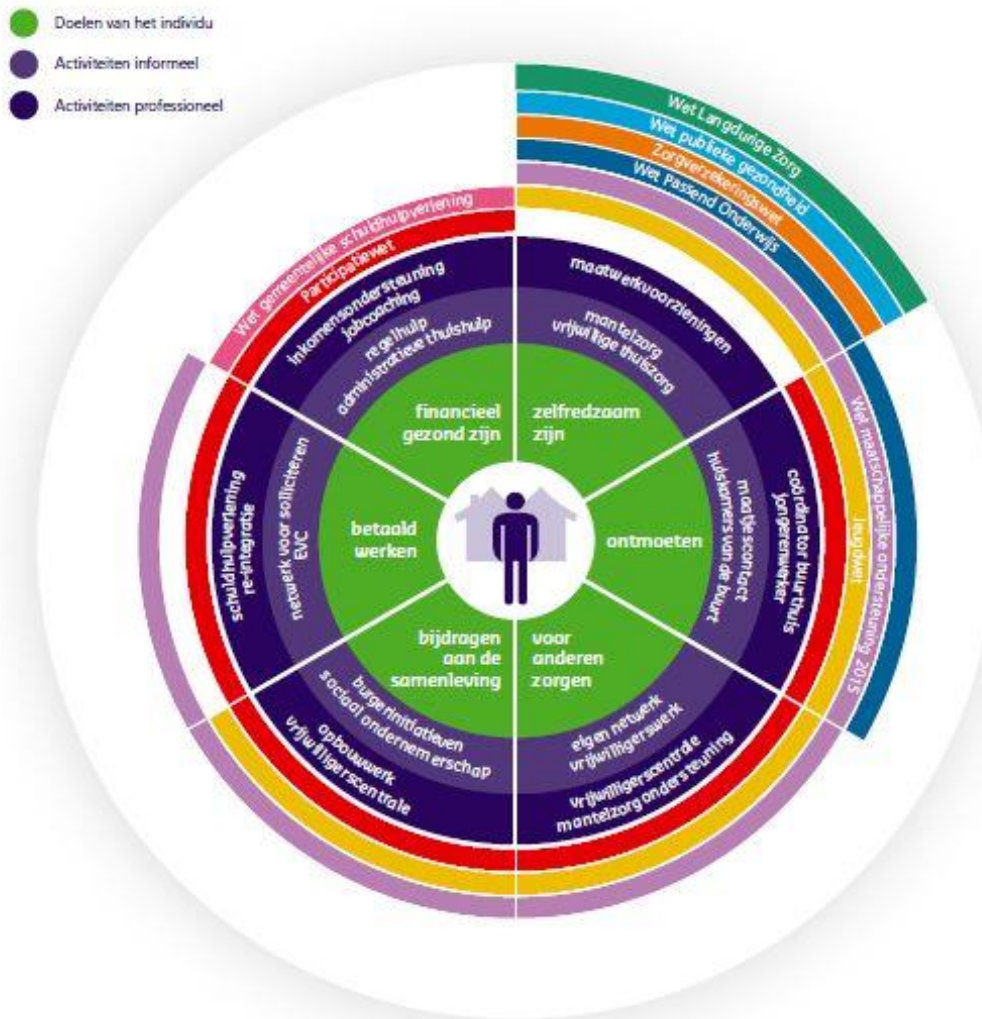 Doelen van het individu
Activiteiten informeel
Activiteiten professioneel
Wet Langdurige Zorg
Wet publieke gezondheid
Zorgverzekeringswet
Wet Passend Onderwijs
Wet maatschappelijke ondersteuning 2015
Jeugdwet
Wet gemeentelijke schuldhulpverlening
Participatiewet
inkomensondersteuning
jobcoaching
regelhulp
administratieve thuishulp
financieel
gezond zijn
maatwerkvoorzieningen
mantelzorg
vrijwillige thuiszorg
zelfredzaam
zijn
coördinator buurthuis
jongerenwerker
maatjescontact
huiskamers van de buurt
ontmoeten
voor
anderen
zorgen
eigen netwerk
vrijwilligerswerk
vrijwilligerscentrale
mantelzorg ondersteuning
bijdragen
aan de
samenleving
burgerinitiatieven
sociaal ondernemerschap
opbouwwerk
vrijwilligerscentrale
betaald
werken
netwerk voor solliciteren
EVC
schuldhulpverlening
re-integratie